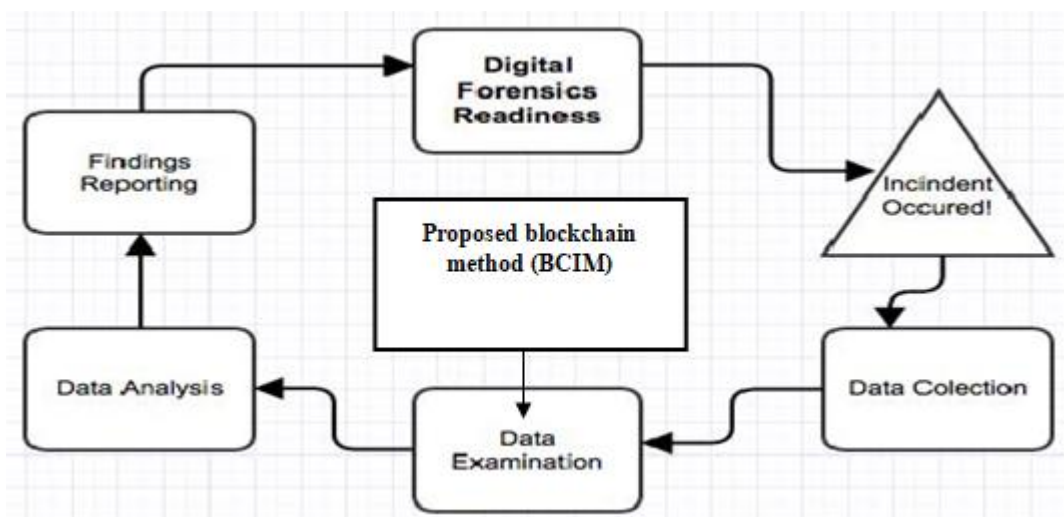 Digital
Forensics
Readiness
Incindent
Occured!
Data Colection
Data
Examination
Data Analysis
Findings
Reporting
Proposed blockchain
method (BCIM)